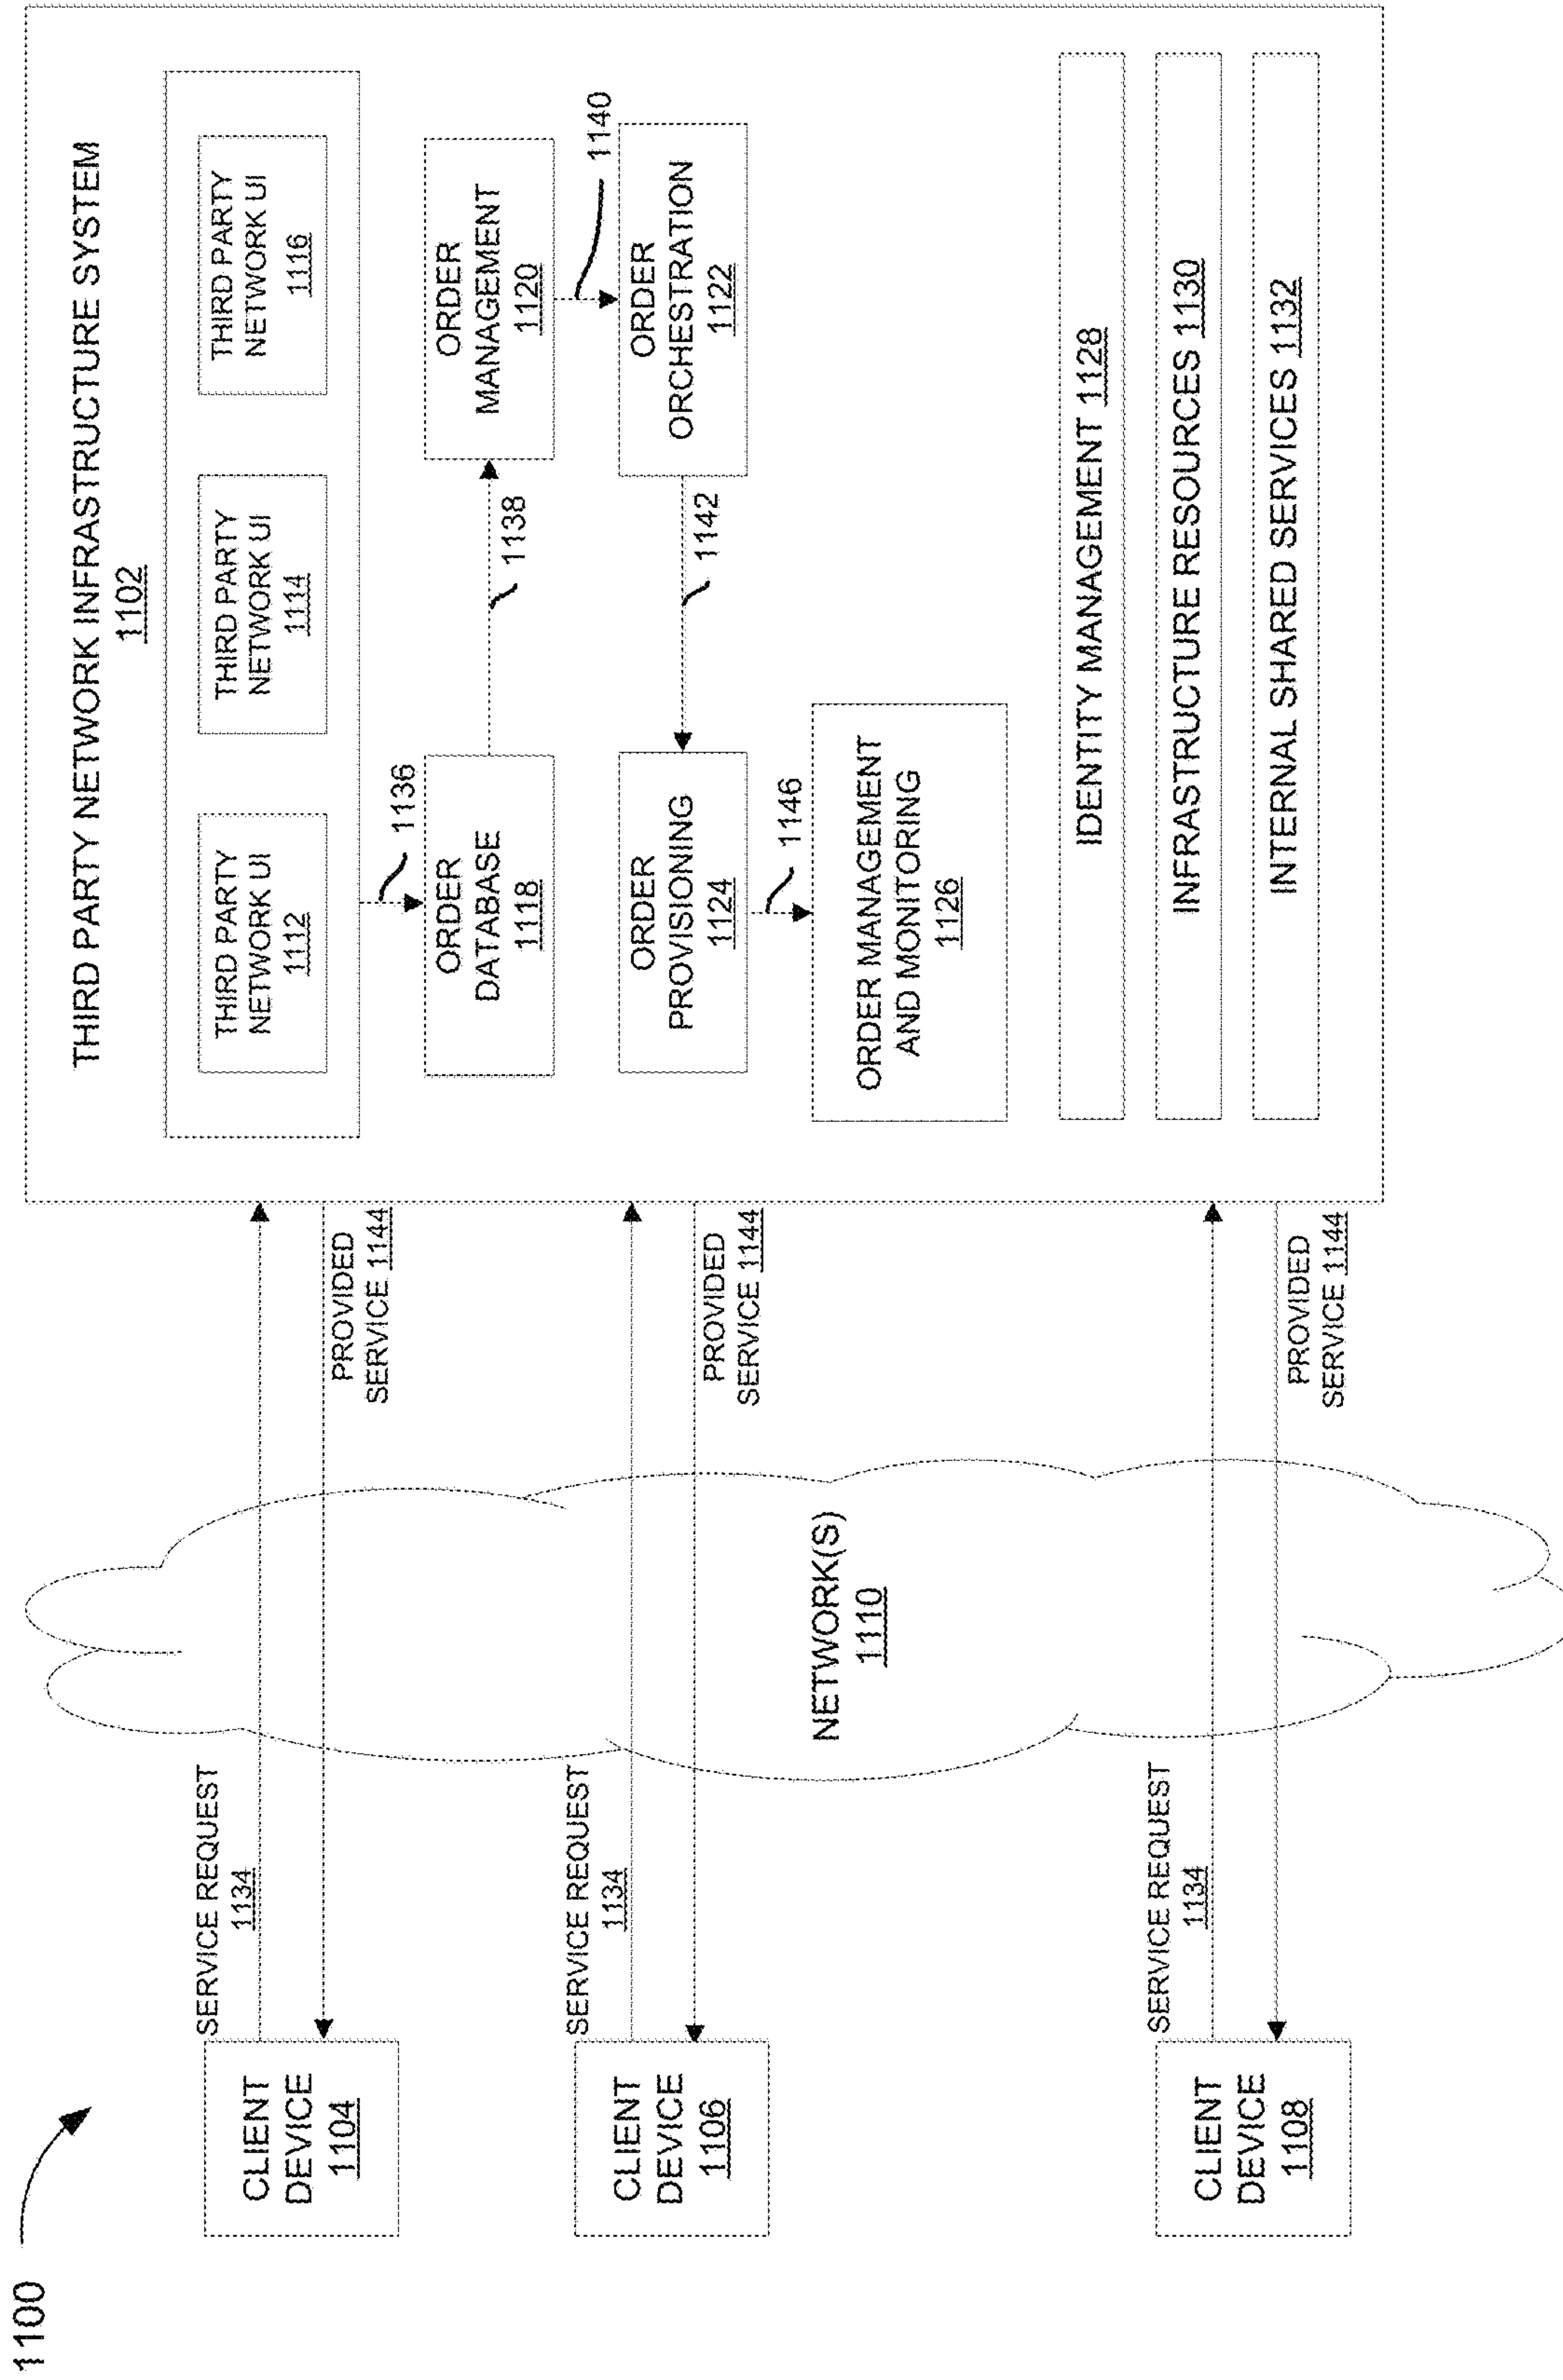 1100
CLIENT
DEVICE
1104
CLIENT
DEVICE
1106
CLIENT
DEVICE
1108
SERVICE REQUEST
1134
SERVICE REQUEST
1134
SERVICE REQUEST
1134
NETWORK(S)
1110
PROVIDED
SERVICE 1144
PROVIDED
SERVICE 1144
PROVIDED
SERVICE 1144
THIRD PARTY NETWORK INFRASTRUCTURE SYSTEM
1102
THIRD PARTY
NETWORK UI
1112
THIRD PARTY
NETWORK UI
1114
THIRD PARTY
NETWORK UI
1116
1136
ORDER
DATABASE
1118
1138
ORDER
MANAGEMENT
1120
1140
ORDER
ORCHESTRATION
1122
1142
ORDER
PROVISIONING
1124
1146
ORDER MANAGEMENT
AND MONITORING
1126
IDENTITY MANAGEMENT 1128
INFRASTRUCTURE RESOURCES 1130
INTERNAL SHARED SERVICES 1132